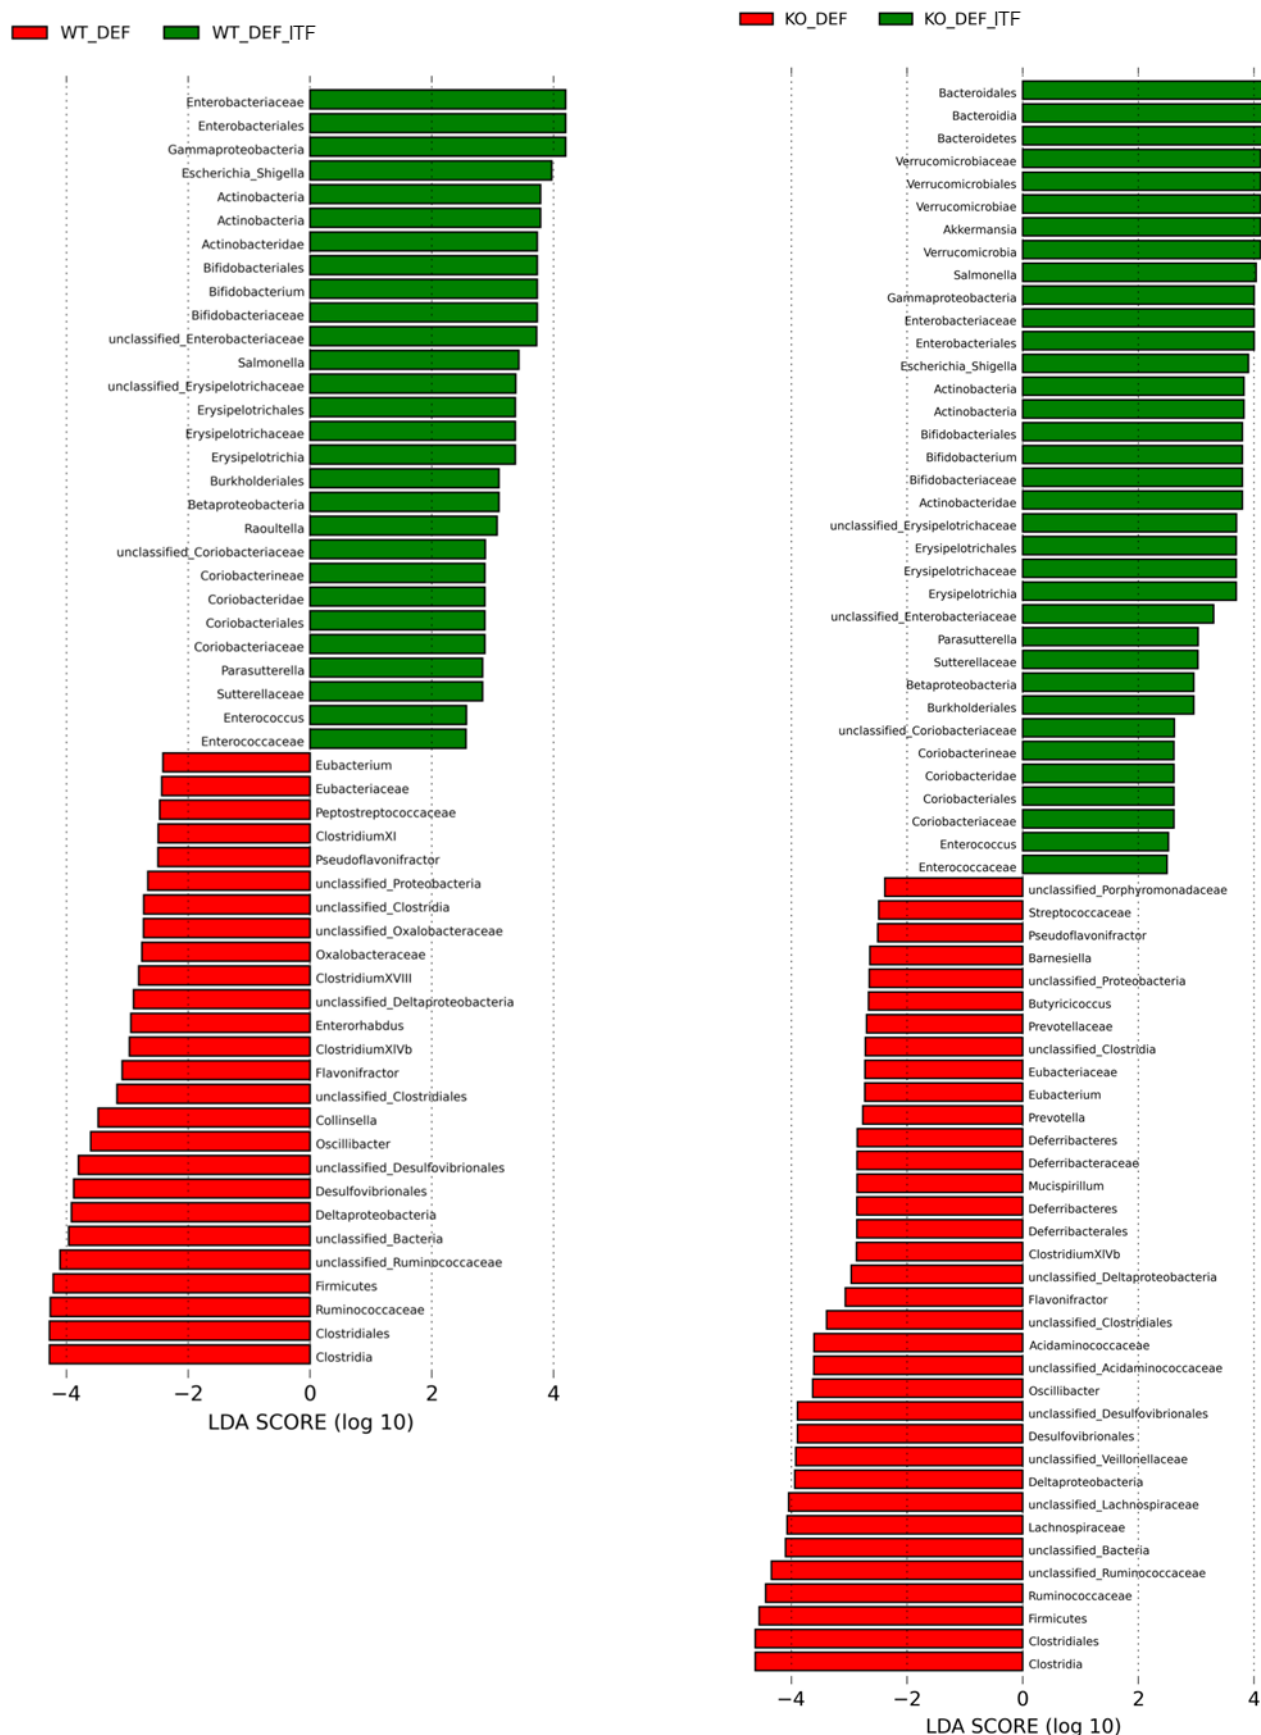 WT_DEF WT_DEF_ITF
Enterobacteriaceae
Enterobacteriales
Gammaproteobacteria
Escherichia_Shigella
Actinobacteria
Actinobacteria
Actinobacteridae
Bifidobacteriales
Bifidobacterium
Bifidobacteriaceae
unclassified_Enterobacteriaceae
Salmonella
unclassified_Erysipelotrichaceae
Erysipelotrichales
Erysipelotrichaceae
Erysipelotrichia
Burkholderiales
Betaproteobacteria
Raoultella
unclassified_Coriobacteriaceae
Coriobacterineae
Coriobacteridae
Coriobacteriales
Coriobacteriaceae
Parasutterella
Sutterellaceae
Enterococcus
Enterococcaceae
Eubacterium
Eubacteriaceae
Peptostreptococcaceae
ClostridiumXI
Pseudoflavonifractor
unclassified_Proteobacteria
unclassified_Clostridia
unclassified_Oxalobacteraceae
Oxalobacteraceae
ClostridiumXVIII
unclassified_Deltaproteobacteria
Enterorhabdus
ClostridiumXIVb
Flavonifractor
unclassified_Clostridiales
Collinsella
Oscillibacter
unclassified_Desulfovibrionales
Desulfovibrionales
Deltaproteobacteria
unclassified_Bacteria
unclassified_Ruminococcaceae
Firmicutes
Ruminococcaceae
Clostridiales
Clostridia
−4 −2 0 2 4
LDA SCORE (log 10)
KO_DEF KO_DEF_ITF
Bacteroidales
Bacteroidia
Bacteroidetes
Verrucomicrobiaceae
Verrucomicrobiales
Verrucomicrobiae
Akkermansia
Verrucomicrobia
Salmonella
Gammaproteobacteria
Enterobacteriaceae
Enterobacteriales
Escherichia_Shigella
Actinobacteria
Actinobacteria
Bifidobacteriales
Bifidobacterium
Bifidobacteriaceae
Actinobacteridae
unclassified_Erysipelotrichaceae
Erysipelotrichales
Erysipelotrichaceae
Erysipelotrichia
unclassified_Enterobacteriaceae
Parasutterella
Sutterellaceae
Betaproteobacteria
Burkholderiales
unclassified_Coriobacteriaceae
Coriobacterineae
Coriobacteridae
Coriobacteriales
Coriobacteriaceae
Enterococcus
Enterococcaceae
unclassified_Porphyromonadaceae
Streptococcaceae
Pseudoflavonifractor
Barnesiella
unclassified_Proteobacteria
Butyricicoccus
Prevotellaceae
unclassified_Clostridia
Eubacteriaceae
Eubacterium
Prevotella
Deferribacteres
Deferribacteraceae
Mucispirillum
Deferribacteres
Deferribacterales
ClostridiumXIVb
unclassified_Deltaproteobacteria
Flavonifractor
unclassified_Clostridiales
Acidaminococcaceae
unclassified_Acidaminococcaceae
Oscillibacter
unclassified_Desulfovibrionales
Desulfovibrionales
unclassified_Veillonellaceae
Deltaproteobacteria
unclassified_Lachnospiraceae
Lachnospiraceae
unclassified_Bacteria
unclassified_Ruminococcaceae
Ruminococcaceae
Firmicutes
Clostridiales
Clostridia
−4 −2 0 2 4
LDA SCORE (log 10)